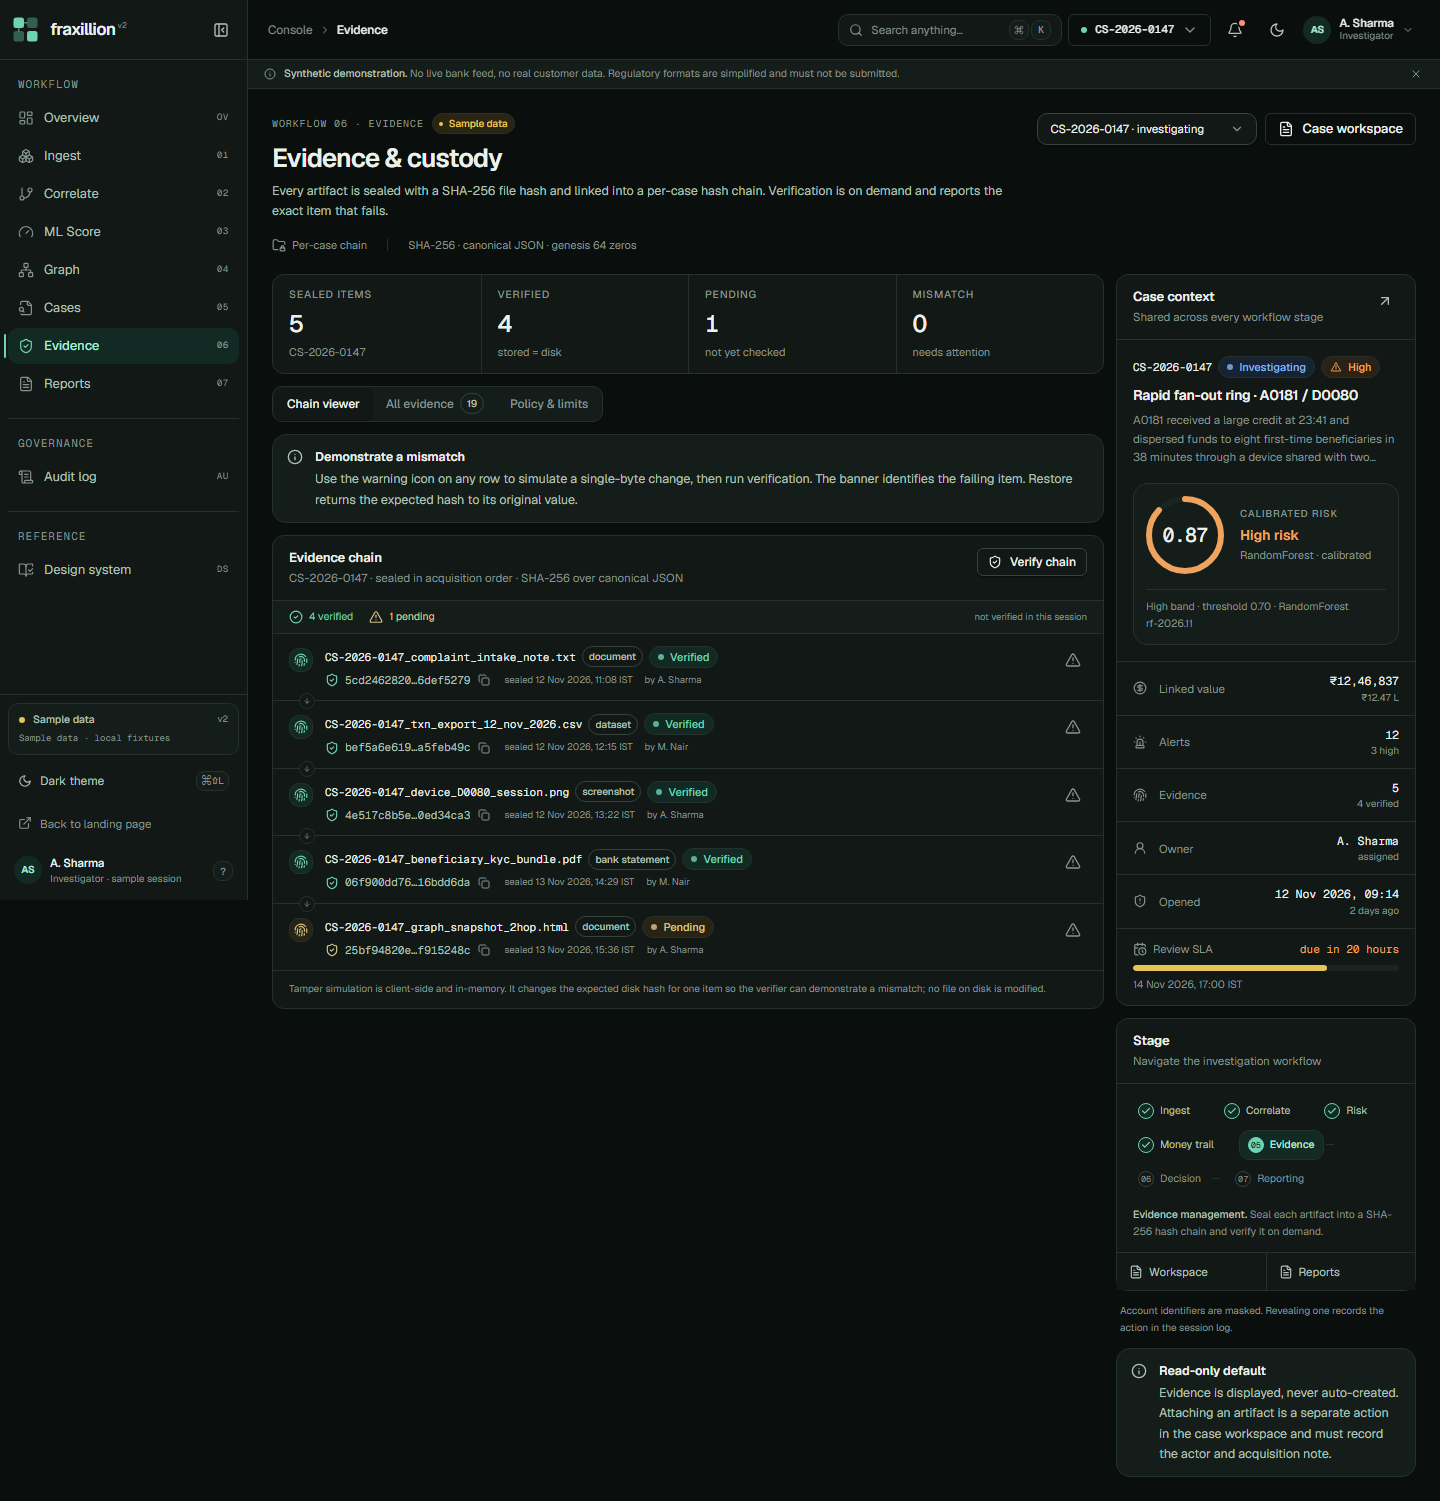 fraxillion v2
WORKFLOW
Overview OV
Ingest 01
Correlate 02
ML Score 03
Graph 04
Cases 05
Evidence 06
Reports 07
GOVERNANCE
Audit log AU
REFERENCE
Design system DS
Sample data v2
Sample data · local fixtures
Dark theme ⌘⇧L
Back to landing page
AS A. Sharma
Investigator · sample session ?
Console > Evidence
Search anything… ⌘ K
CS-2026-0147
AS A. Sharma
Investigator
Synthetic demonstration. No live bank feed, no real customer data. Regulatory formats are simplified and must not be submitted.
WORKFLOW 06 · EVIDENCE Sample data
Evidence & custody
Every artifact is sealed with a SHA-256 file hash and linked into a per-case hash chain. Verification is on demand and reports the
exact item that fails.
Per-case chain SHA-256 · canonical JSON · genesis 64 zeros
CS-2026-0147 · investigating
Case workspace
SEALED ITEMS
5
CS-2026-0147
VERIFIED
4
stored = disk
PENDING
1
not yet checked
MISMATCH
0
needs attention
Chain viewer All evidence 19 Policy & limits
Demonstrate a mismatch
Use the warning icon on any row to simulate a single-byte change, then run verification. The banner identifies the failing item. Restore
returns the expected hash to its original value.
Evidence chain
CS-2026-0147 · sealed in acquisition order · SHA-256 over canonical JSON
Verify chain
4 verified 1 pending not verified in this session
CS-2026-0147_complaint_intake_note.txt document Verified
5cd2462820…6def5279 sealed 12 Nov 2026, 11:08 IST by A. Sharma
CS-2026-0147_txn_export_12_nov_2026.csv dataset Verified
bef5a6e619…a5feb49c sealed 12 Nov 2026, 12:15 IST by M. Nair
CS-2026-0147_device_D0080_session.png screenshot Verified
4e517c8b5e…0ed34ca3 sealed 12 Nov 2026, 13:22 IST by A. Sharma
CS-2026-0147_beneficiary_kyc_bundle.pdf bank statement Verified
06f900dd76…16bdd6da sealed 13 Nov 2026, 14:29 IST by M. Nair
CS-2026-0147_graph_snapshot_2hop.html document Pending
25bf94820e…f915248c sealed 13 Nov 2026, 15:36 IST by A. Sharma
Tamper simulation is client-side and in-memory. It changes the expected disk hash for one item so the verifier can demonstrate a mismatch; no file on disk is modified.
Case context
Shared across every workflow stage
CS-2026-0147 Investigating High
Rapid fan-out ring · A0181 / D0080
A0181 received a large credit at 23:41 and
dispersed funds to eight first-time beneficiaries in
38 minutes through a device shared with two…
0.87
CALIBRATED RISK
High risk
RandomForest · calibrated
High band · threshold 0.70 · RandomForest
rf-2026.11
Linked value ₹12,46,837
₹12.47 L
Alerts 12
3 high
Evidence 5
4 verified
Owner A. Sharma
assigned
Opened 12 Nov 2026, 09:14
2 days ago
Review SLA due in 20 hours
14 Nov 2026, 17:00 IST
Stage
Navigate the investigation workflow
Ingest Correlate Risk
Money trail 05 Evidence
06 Decision 07 Reporting
Evidence management. Seal each artifact into a SHA-
256 hash chain and verify it on demand.
Workspace Reports
Account identifiers are masked. Revealing one records the
action in the session log.
Read-only default
Evidence is displayed, never auto-created.
Attaching an artifact is a separate action
in the case workspace and must record
the actor and acquisition note.